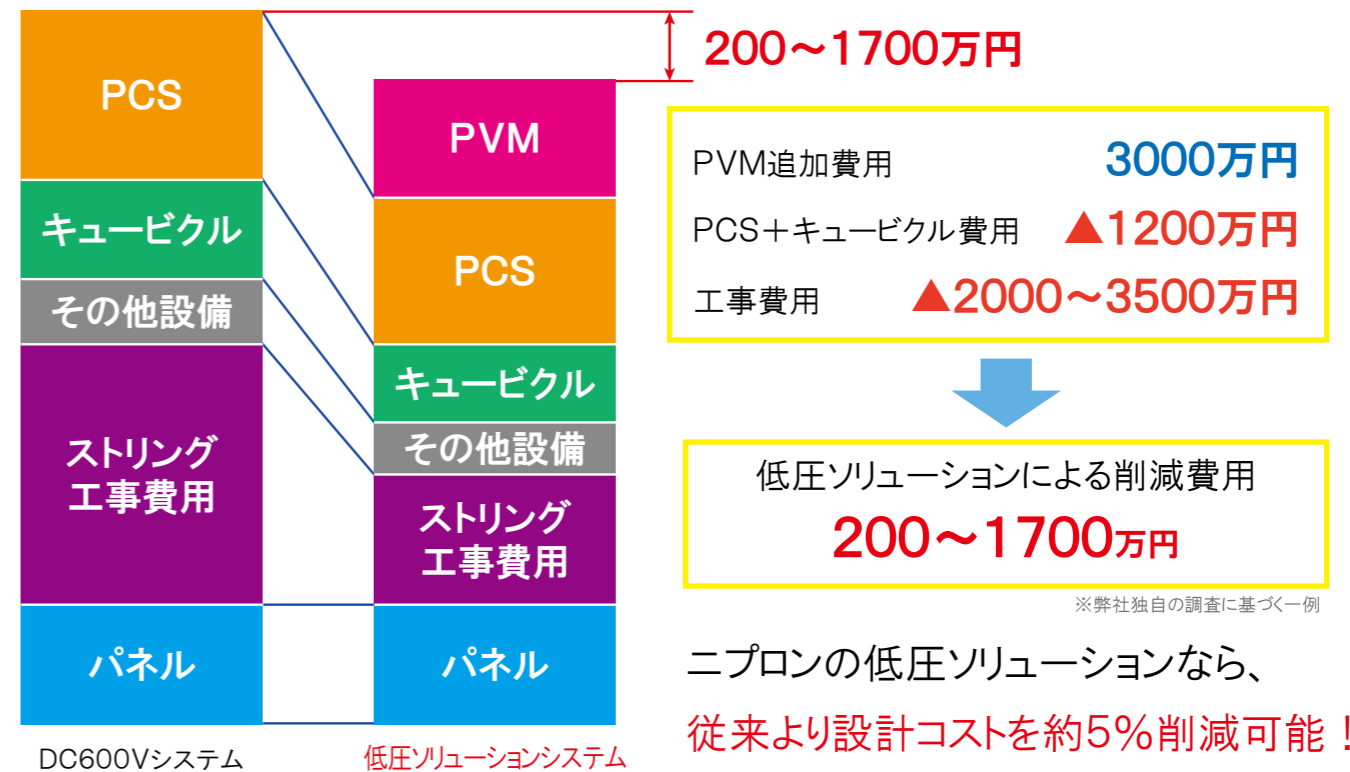 PCS
キュービクル
その他設備
ストリング
工事費用
パネル
DC600Vシステム
PVM
PCS
キュービクル
その他設備
ストリング
工事費用
パネル
低圧ソリューションシステム
200〜1700万円
PVM追加費用 3000万円
PCS＋キュービクル費用 ▲1200万円
工事費用 ▲2000〜3500万円
低圧ソリューションによる削減費用
200〜1700万円
※弊社独自の調査に基づく一例
ニプロンの低圧ソリューションなら、
従来より設計コストを約5％削減可能！